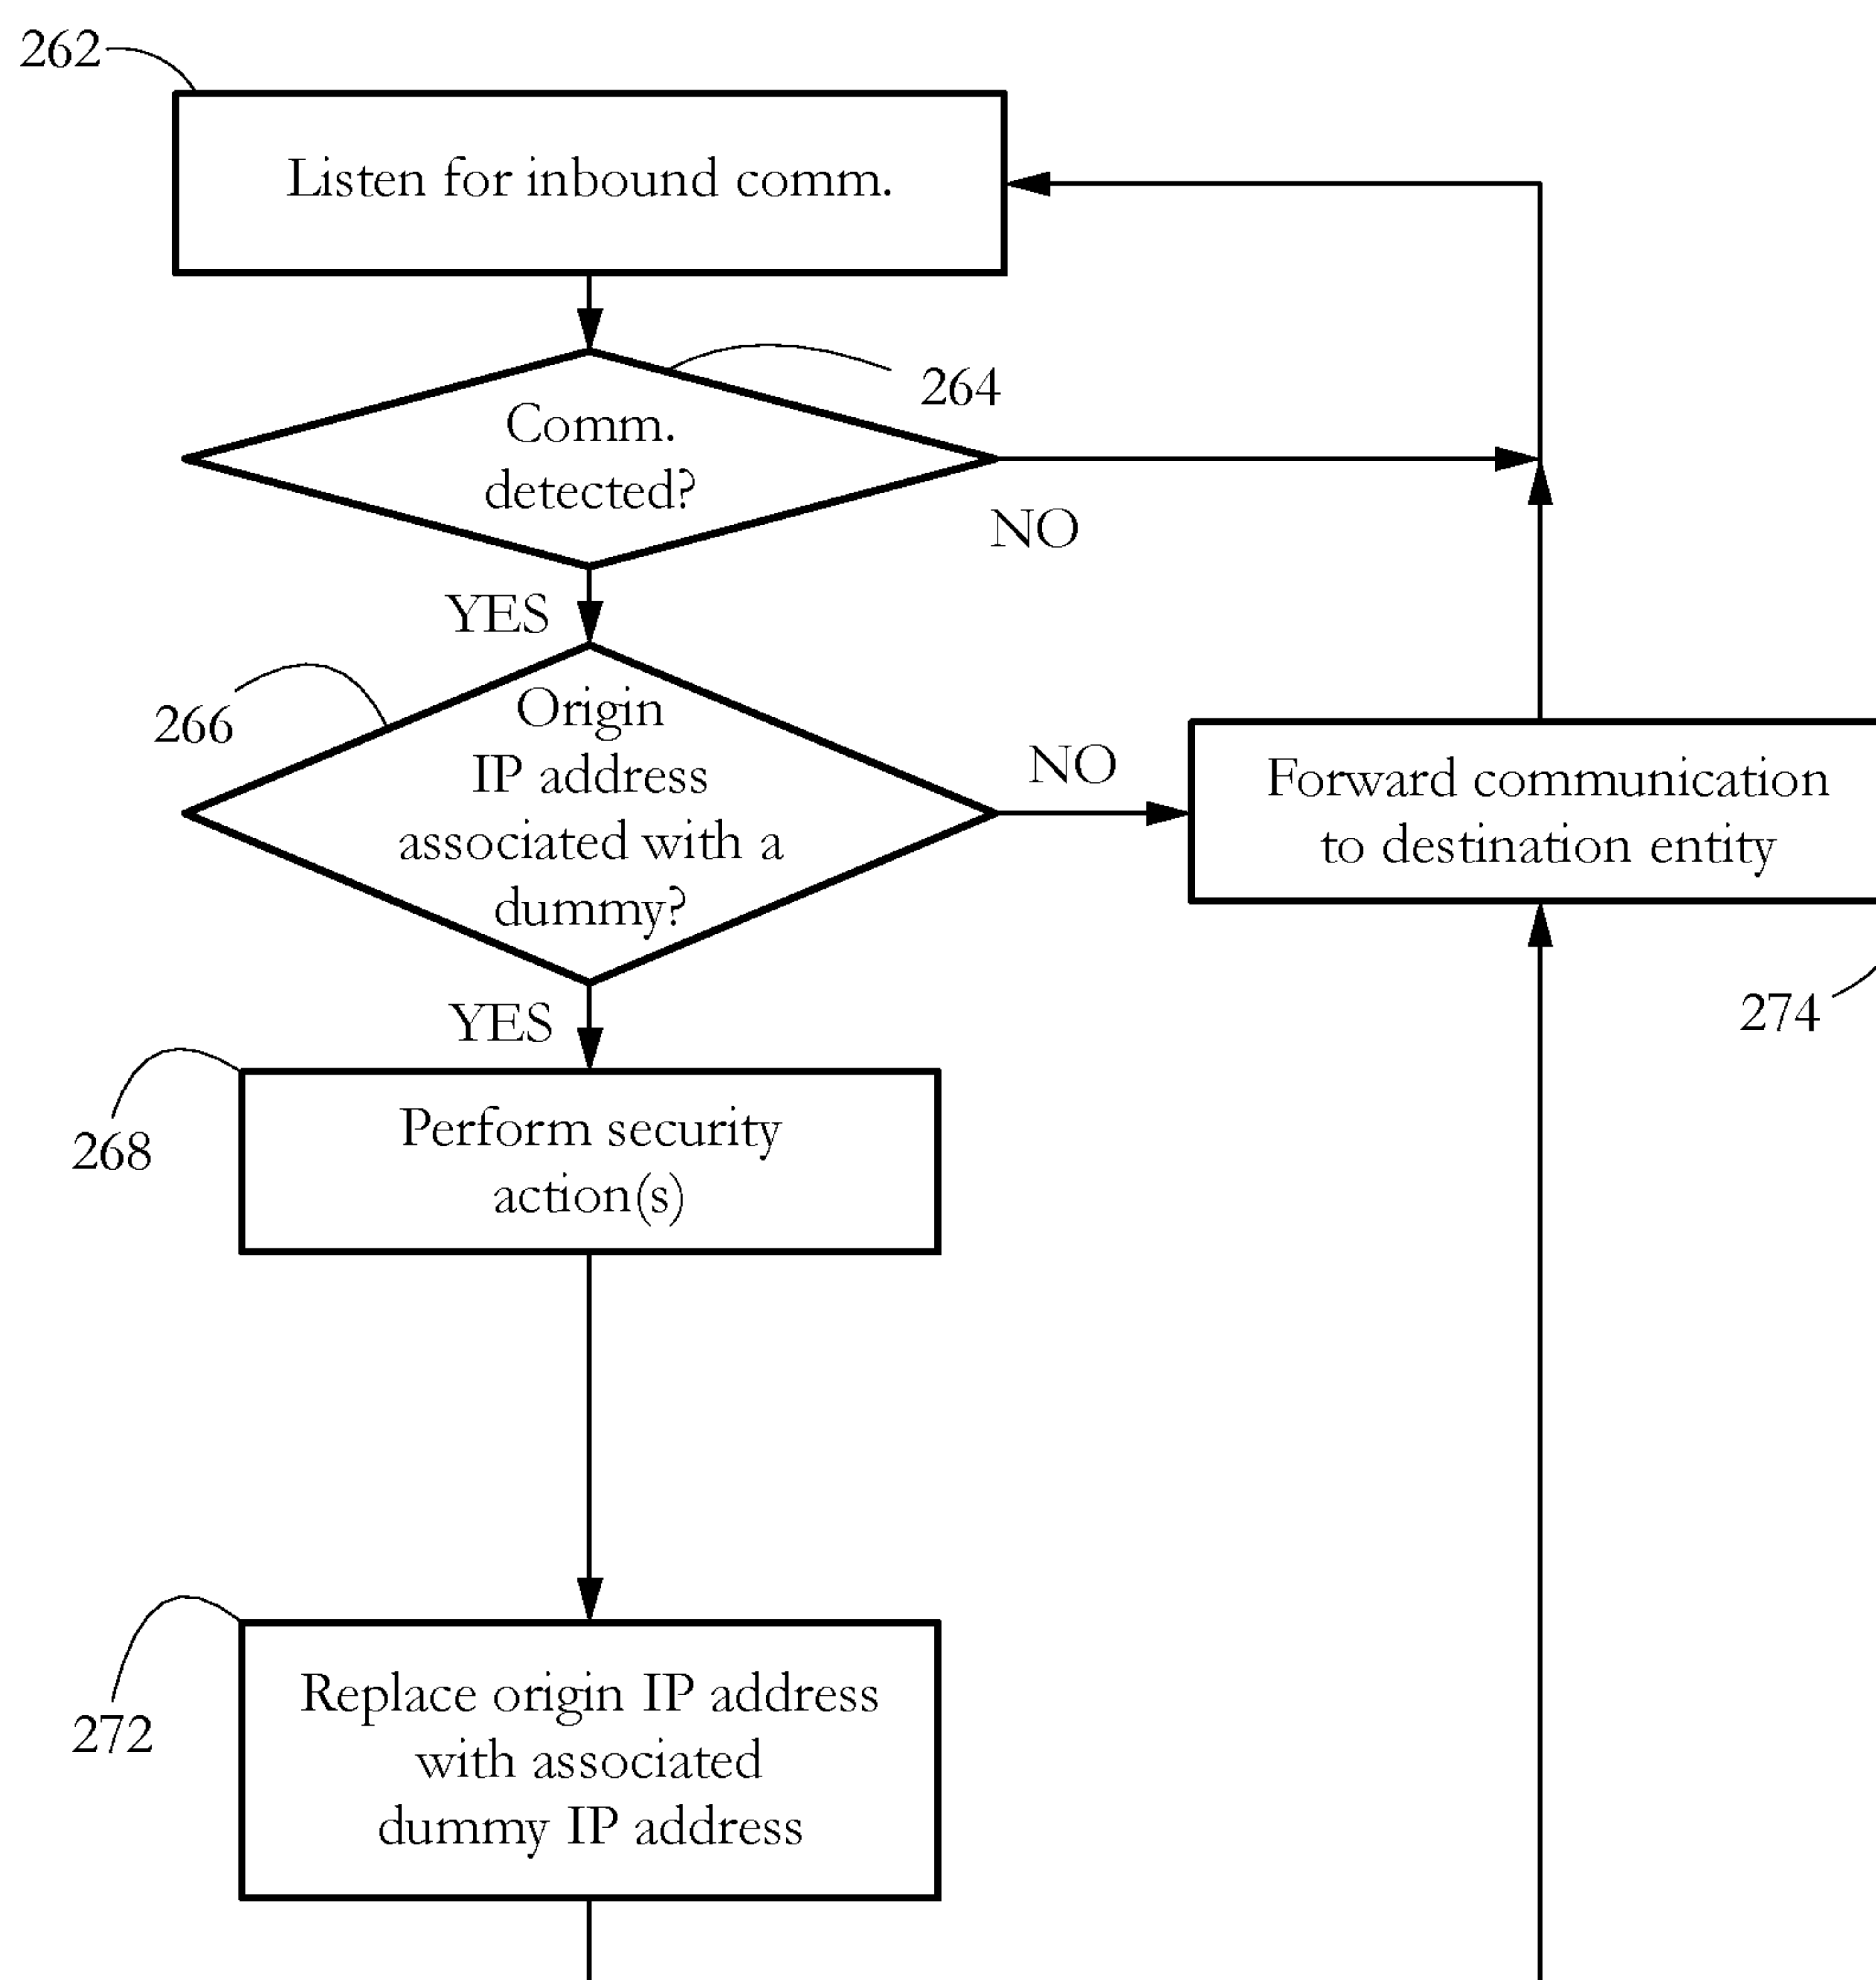 262
Listen for inbound comm.
264
Comm.
detected?
NO
YES
266
Origin
IP address
associated with a
dummy?
NO
Forward communication
to destination entity
274
YES
268
Perform security
action(s)
272
Replace origin IP address
with associated
dummy IP address